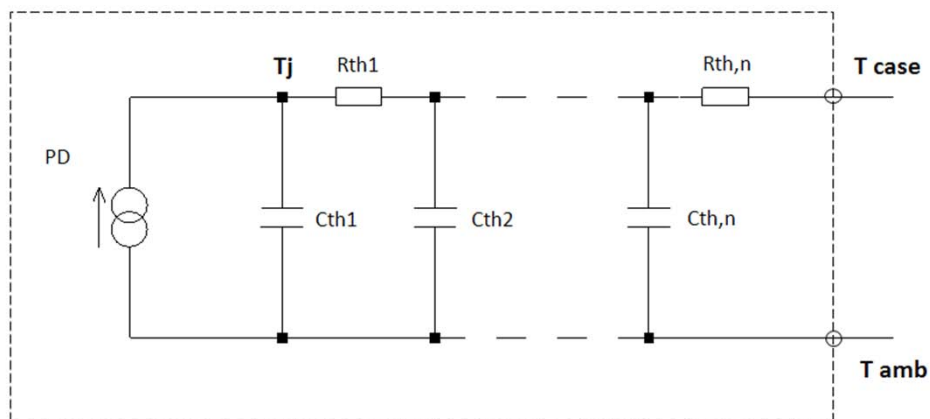 Tj
Rth1
Rth,n
T case
PD
Cth1
Cth2
Cth,n
T amb